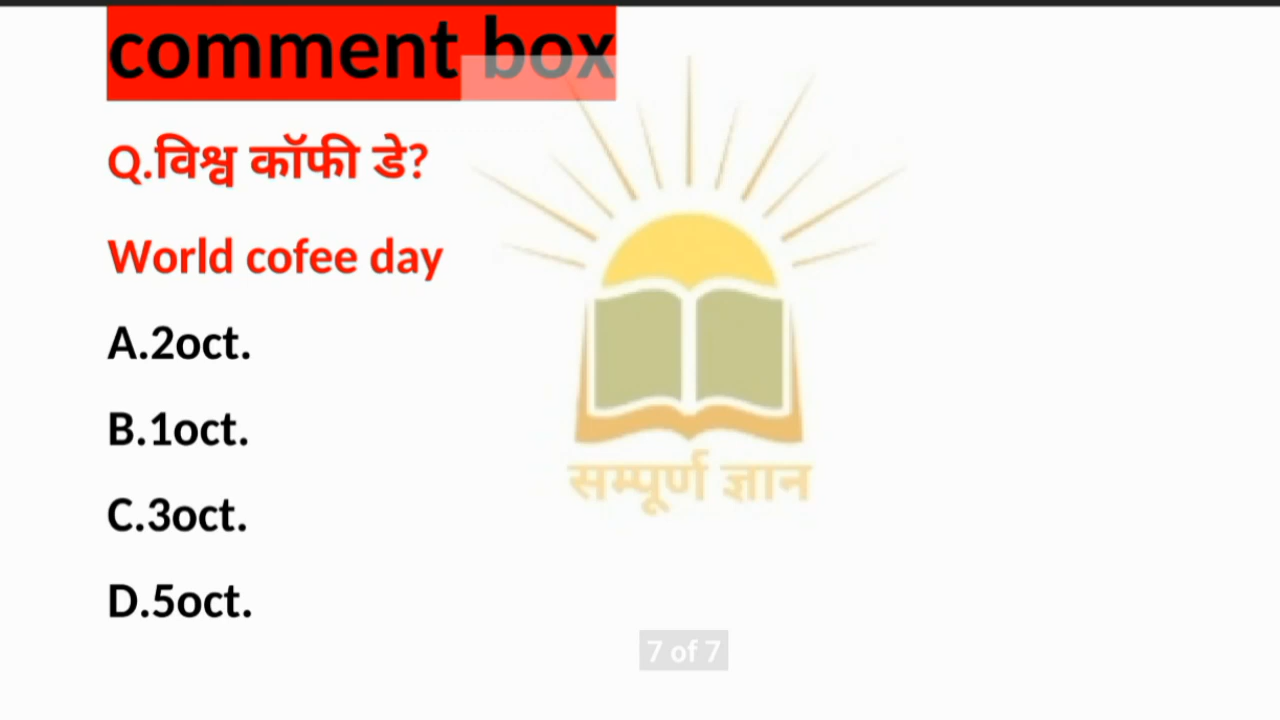 comment box
Q.विश्व कॉफी डे?
World cofee day
A.2oct.
B.1oct.
C.3oct.
D.5oct.
सम्पूर्ण ज्ञान
7 of 7